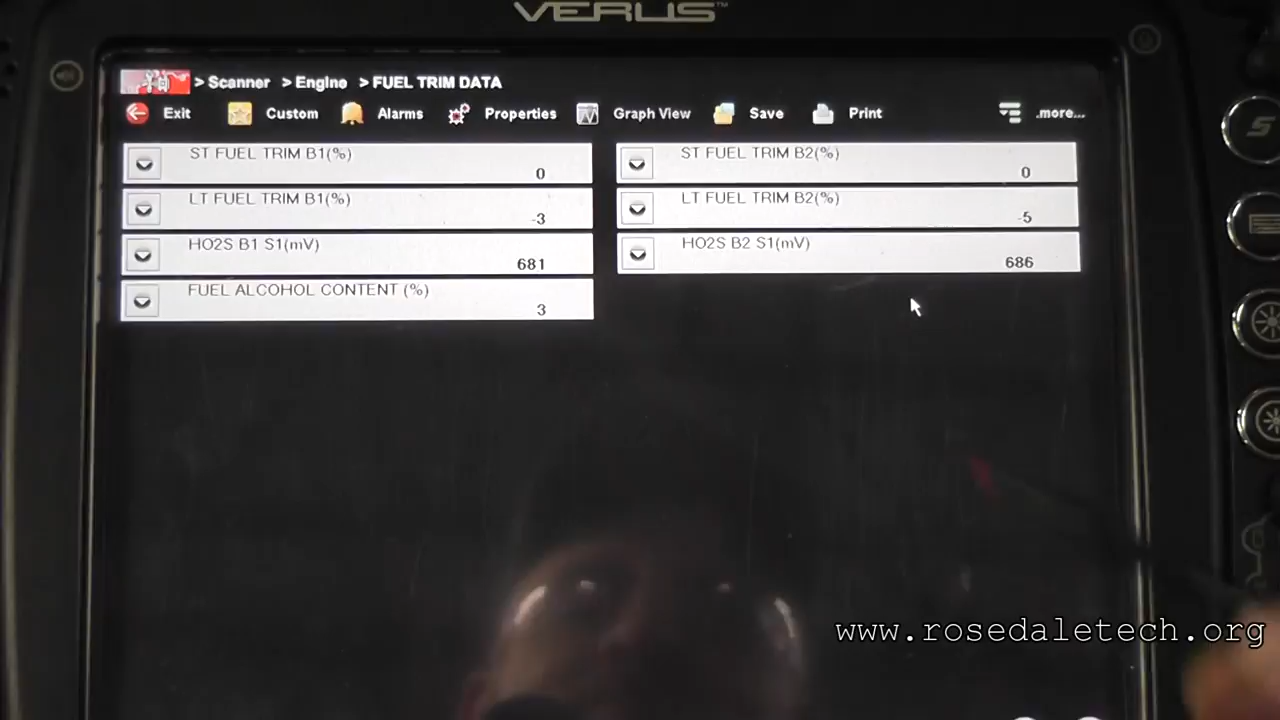 VERUS™
> Scanner > Engine > FUEL TRIM DATA
Exit Custom Alarms Properties Graph View Save Print .more...
ST FUEL TRIM B1(%) 0
ST FUEL TRIM B2(%) 0
LT FUEL TRIM B1(%) -3
LT FUEL TRIM B2(%) -5
HO2S B1 S1(mV) 681
HO2S B2 S1(mV) 686
FUEL ALCOHOL CONTENT (%) 3
S
www.rosedaletech.org